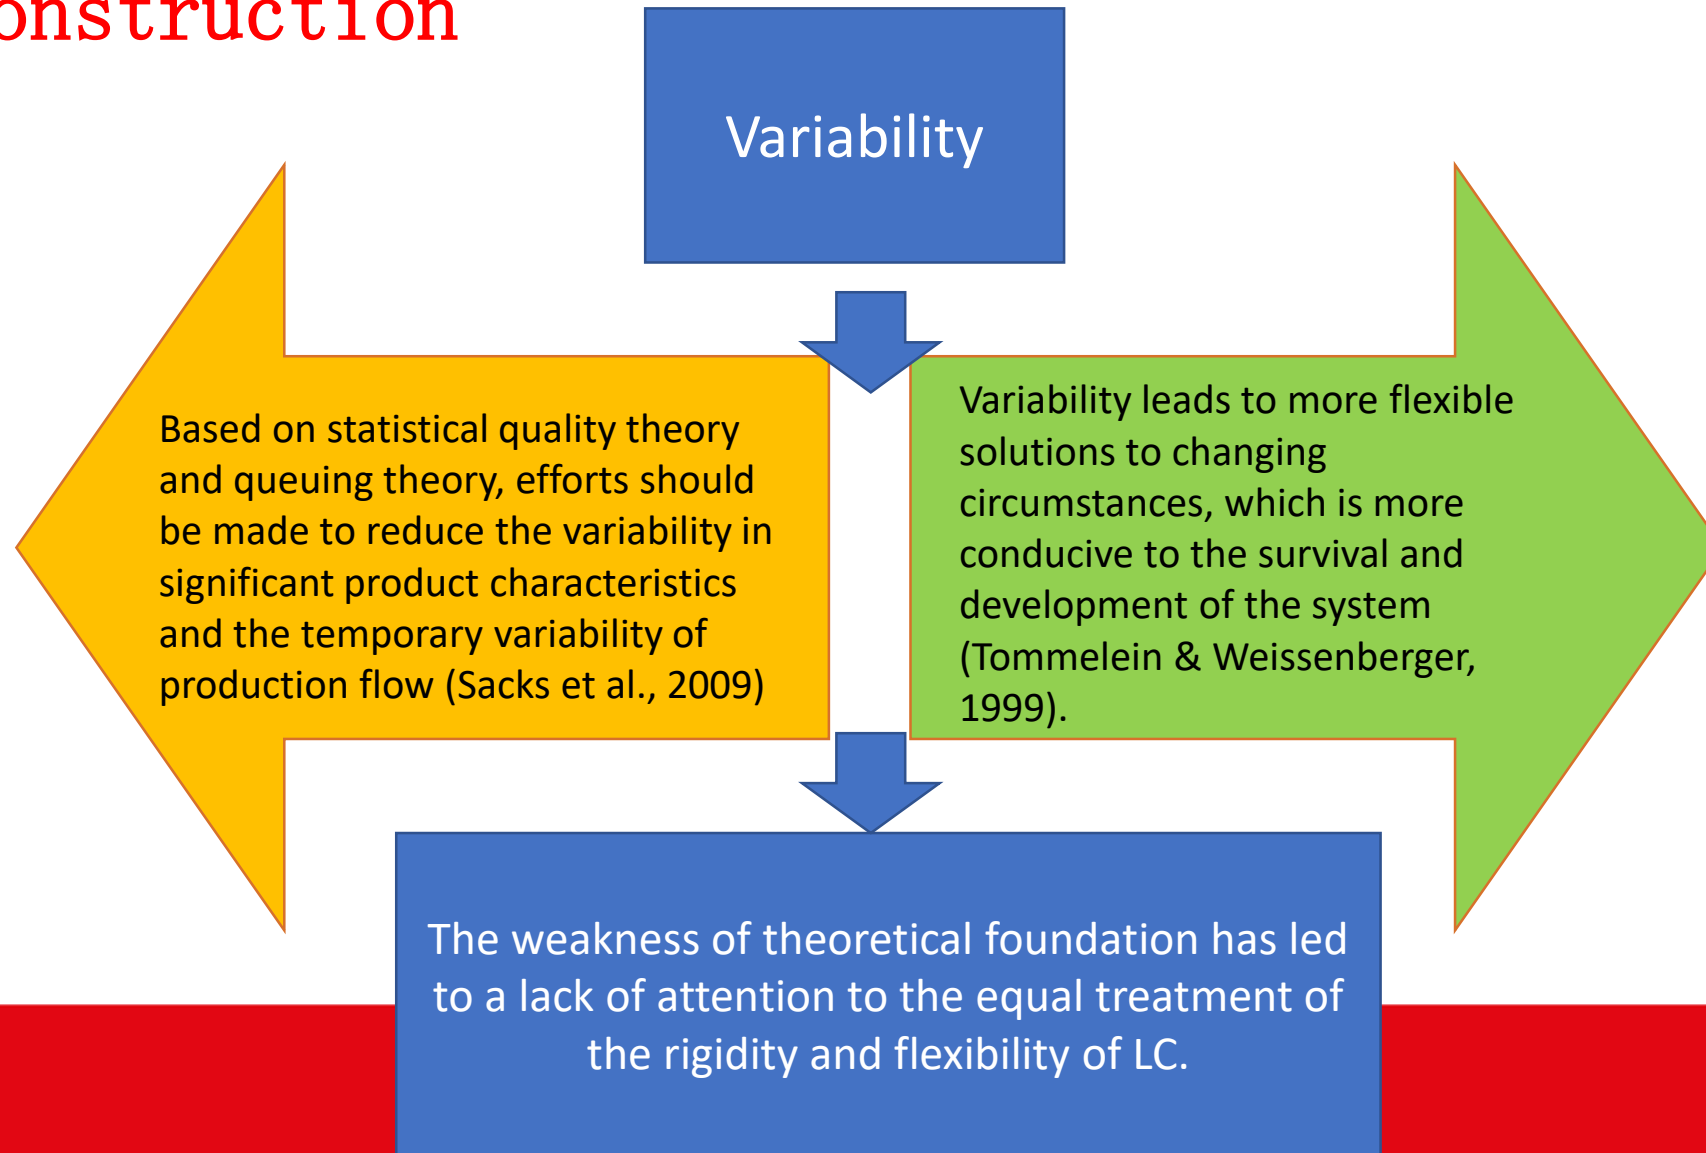 onstruction
Variability
Based on statistical quality theory
and queuing theory, efforts should
be made to reduce the variability in
significant product characteristics
and the temporary variability of
production flow (Sacks et al., 2009)
Variability leads to more flexible
solutions to changing
circumstances, which is more
conducive to the survival and
development of the system
(Tommelein & Weissenberger,
1999).
The weakness of theoretical foundation has led
to a lack of attention to the equal treatment of
the rigidity and flexibility of LC.